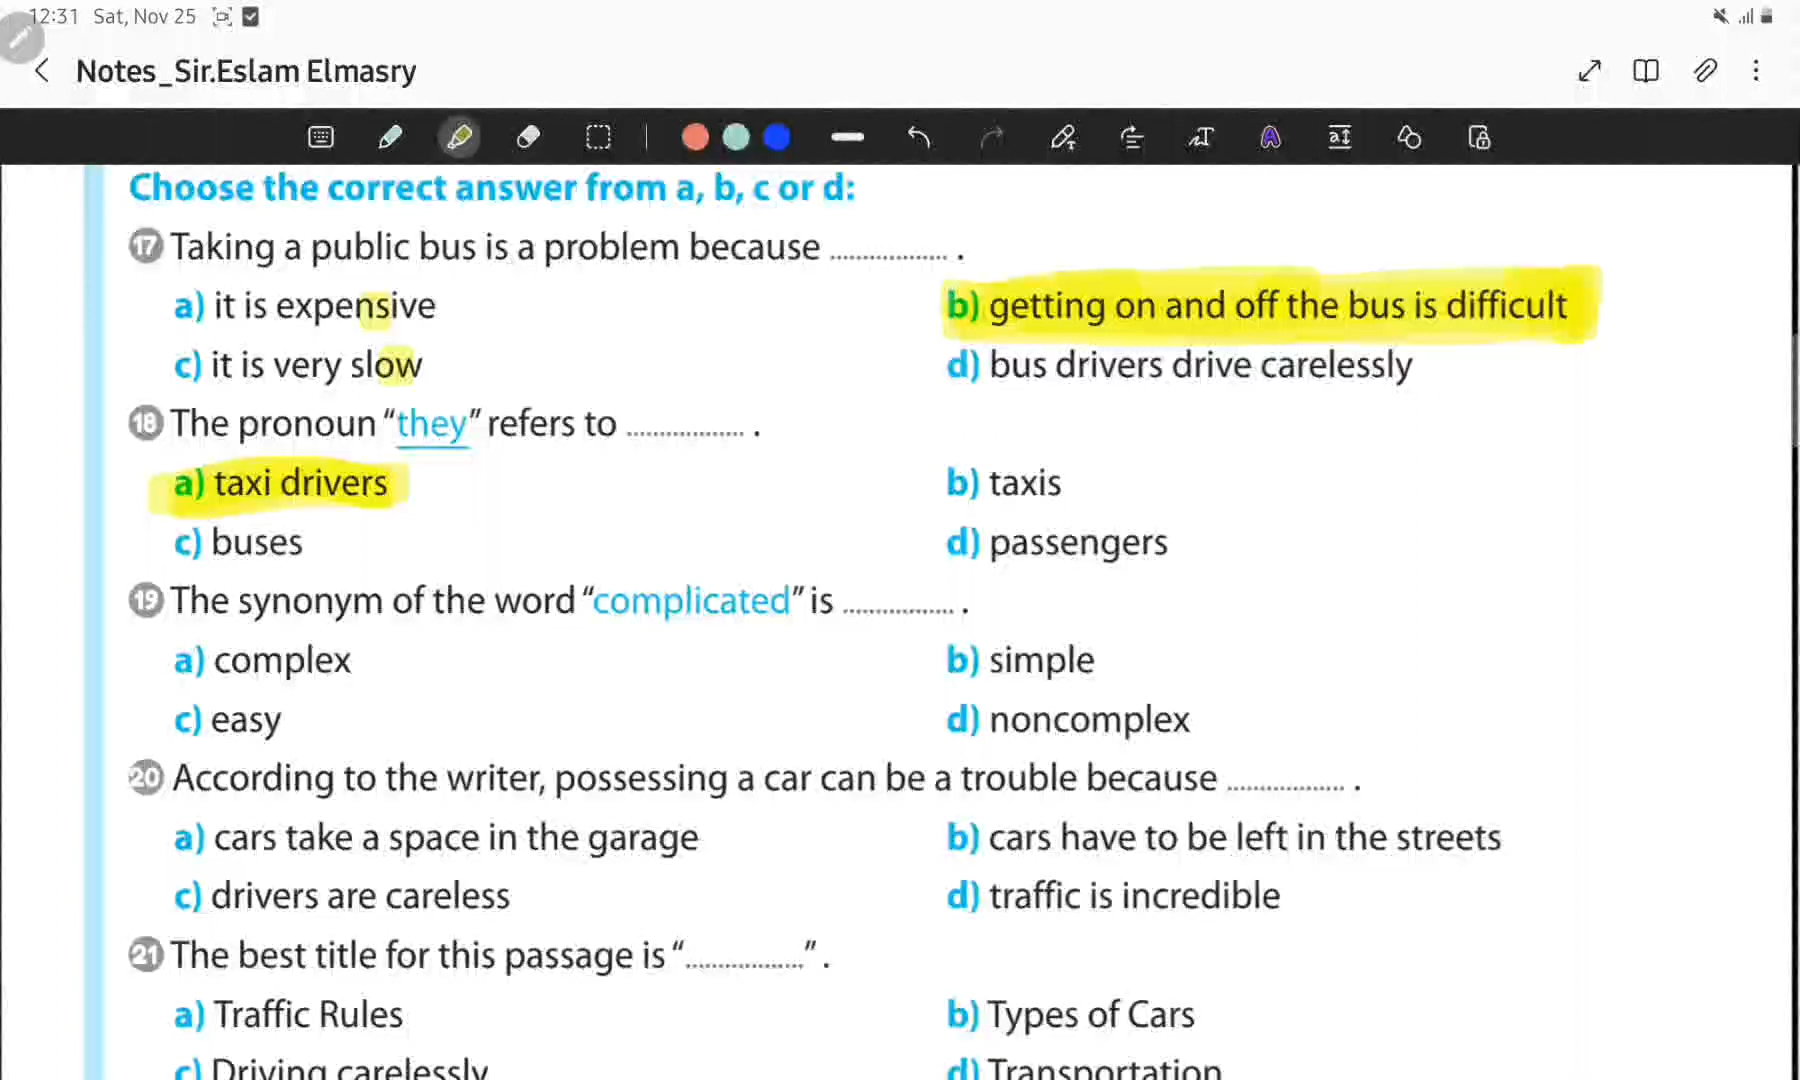 12:31 Sat, Nov 25
Notes_Sir.Eslam Elmasry
Choose the correct answer from a, b, c or d:
17 Taking a public bus is a problem because .................. .
a) it is expensive
b) getting on and off the bus is difficult
c) it is very slow
d) bus drivers drive carelessly
18 The pronoun “they” refers to .................. .
a) taxi drivers
b) taxis
c) buses
d) passengers
19 The synonym of the word “complicated” is .................. .
a) complex
b) simple
c) easy
d) noncomplex
20 According to the writer, possessing a car can be a trouble because .................. .
a) cars take a space in the garage
b) cars have to be left in the streets
c) drivers are careless
d) traffic is incredible
21 The best title for this passage is “..................” .
a) Traffic Rules
b) Types of Cars
c) Driving carelessly
d) Transportation